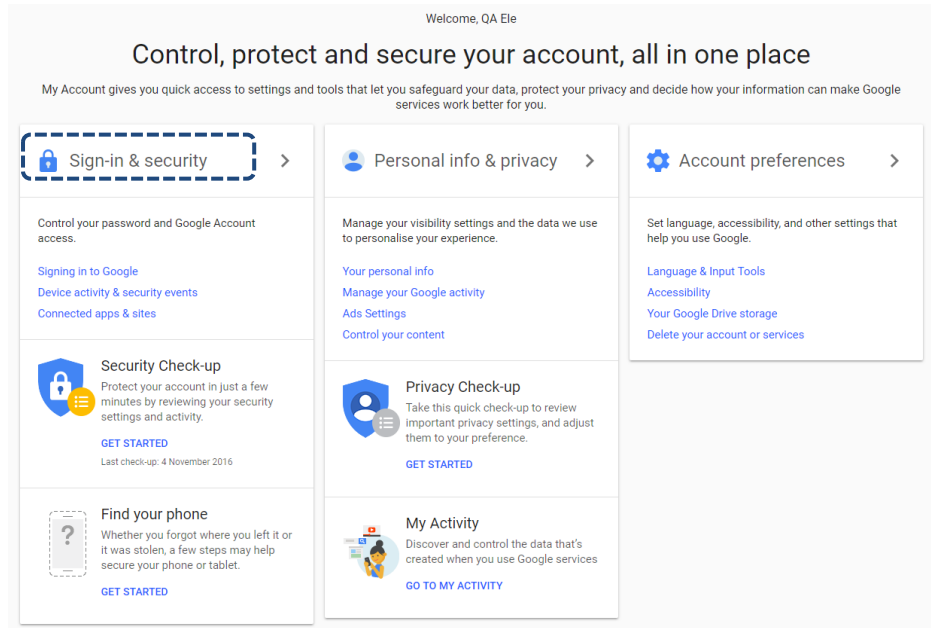 Welcome, QA Ele
Control, protect and secure your account, all in one place
My Account gives you quick access to settings and tools that let you safeguard your data, protect your privacy and decide how your information can make Google
services work better for you.
Sign-in & security
Control your password and Google Account
access.
Signing in to Google
Device activity & security events
Connected apps & sites
Security Check-up
Protect your account in just a few
minutes by reviewing your security
settings and activity.
GET STARTED
Last check-up: 4 November 2016
Find your phone
Whether you forgot where you left it or
it was stolen, a few steps may help
secure your phone or tablet.
GET STARTED
Personal info & privacy
Manage your visibility settings and the data we use
to personalise your experience.
Your personal info
Manage your Google activity
Ads Settings
Control your content
Privacy Check-up
Take this quick check-up to review
important privacy settings, and adjust
them to your preference.
GET STARTED
My Activity
Discover and control the data that's
created when you use Google services
GO TO MY ACTIVITY
Account preferences
Set language, accessibility, and other settings that
help you use Google.
Language & Input Tools
Accessibility
Your Google Drive storage
Delete your account or services